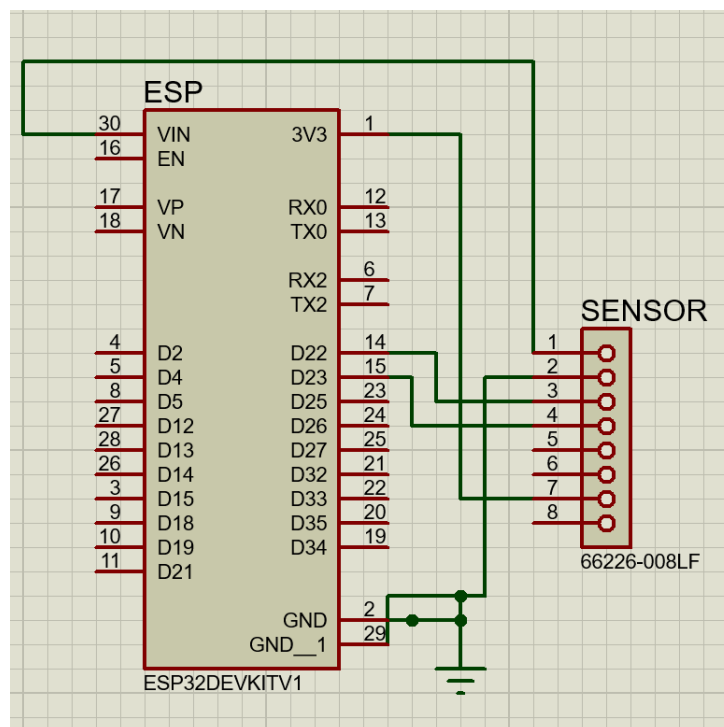 ESP
30 VIN 3V3 1
16 EN
17 VP RX0 12
18 VN TX0 13
RX2 6
TX2 7
SENSOR
4 D2 D22 14 1
5 D4 D23 15 2
8 D5 D25 23 3
27 D12 D26 24 4
28 D13 D27 25 5
26 D14 D32 21 6
3 D15 D33 22 7
9 D18 D35 20 8
10 D19 D34 19
66226-008LF
11 D21
GND 2
GND__1 29
ESP32DEVKITV1